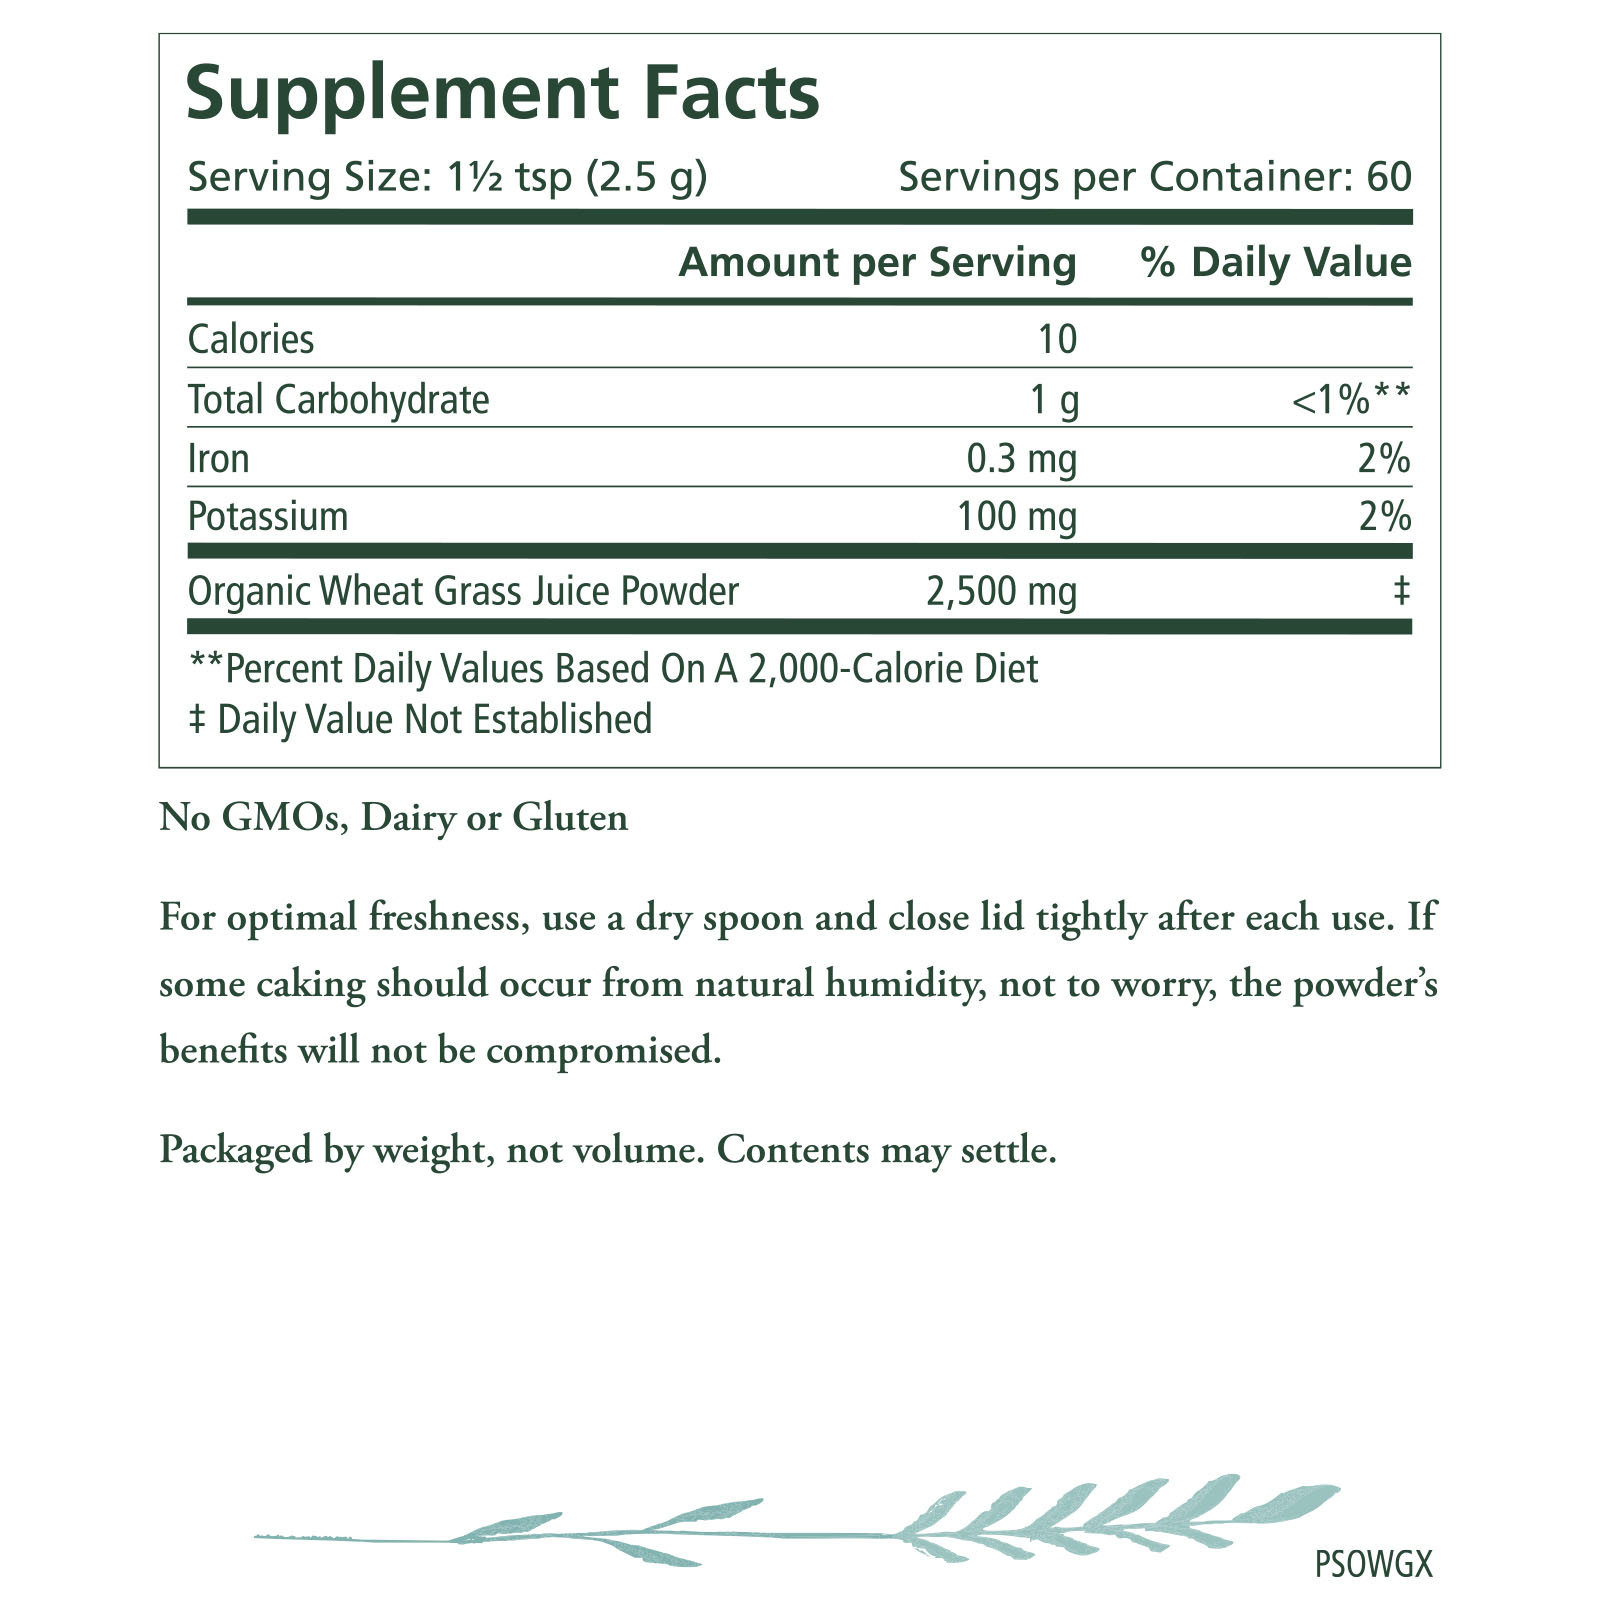 Supplement Facts
Serving Size: 1½ tsp (2.5 g) Servings per Container: 60
Amount per Serving % Daily Value
Calories 10
Total Carbohydrate 1 g <1%**
Iron 0.3 mg 2%
Potassium 100 mg 2%
Organic Wheat Grass Juice Powder 2,500 mg ‡
**Percent Daily Values Based On A 2,000-Calorie Diet
‡ Daily Value Not Established
No GMOs, Dairy or Gluten
For optimal freshness, use a dry spoon and close lid tightly after each use. If
some caking should occur from natural humidity, not to worry, the powder’s
benefits will not be compromised.
Packaged by weight, not volume. Contents may settle.
PSOWGX